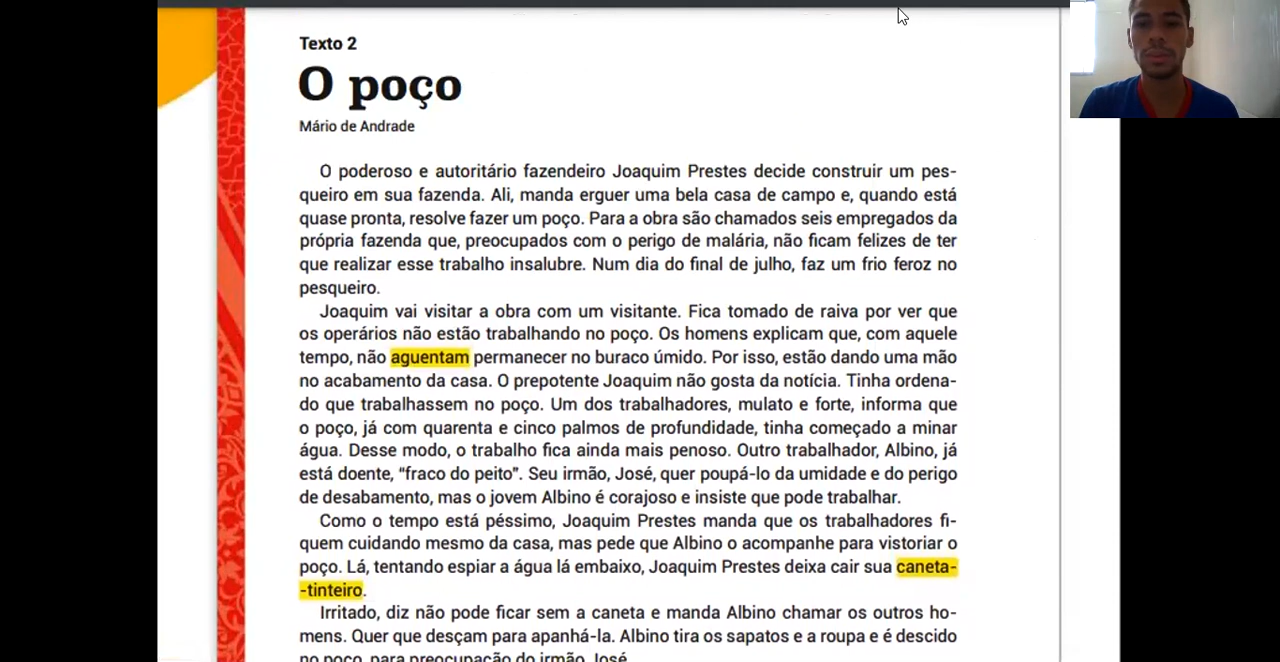 Texto 2
O poço
Mário de Andrade
O poderoso e autoritário fazendeiro Joaquim Prestes decide construir um pes-
queiro em sua fazenda. Ali, manda erguer uma bela casa de campo e, quando está
quase pronta, resolve fazer um poço. Para a obra são chamados seis empregados da
própria fazenda que, preocupados com o perigo de malária, não ficam felizes de ter
que realizar esse trabalho insalubre. Num dia do final de julho, faz um frio feroz no
pesqueiro.
Joaquim vai visitar a obra com um visitante. Fica tomado de raiva por ver que
os operários não estão trabalhando no poço. Os homens explicam que, com aquele
tempo, não aguentam permanecer no buraco úmido. Por isso, estão dando uma mão
no acabamento da casa. O prepotente Joaquim não gosta da notícia. Tinha ordena-
do que trabalhassem no poço. Um dos trabalhadores, mulato e forte, informa que
o poço, já com quarenta e cinco palmos de profundidade, tinha começado a minar
água. Desse modo, o trabalho fica ainda mais penoso. Outro trabalhador, Albino, já
está doente, "fraco do peito". Seu irmão, José, quer poupá-lo da umidade e do perigo
de desabamento, mas o jovem Albino é corajoso e insiste que pode trabalhar.
Como o tempo está péssimo, Joaquim Prestes manda que os trabalhadores fi-
quem cuidando mesmo da casa, mas pede que Albino o acompanhe para vistoriar o
poço. Lá, tentando espiar a água lá embaixo, Joaquim Prestes deixa cair sua caneta-
-tinteiro.
Irritado, diz não pode ficar sem a caneta e manda Albino chamar os outros ho-
mens. Quer que desçam para apanhá-la. Albino tira os sapatos e a roupa e é descido
no poço, para preocupação do irmão José.